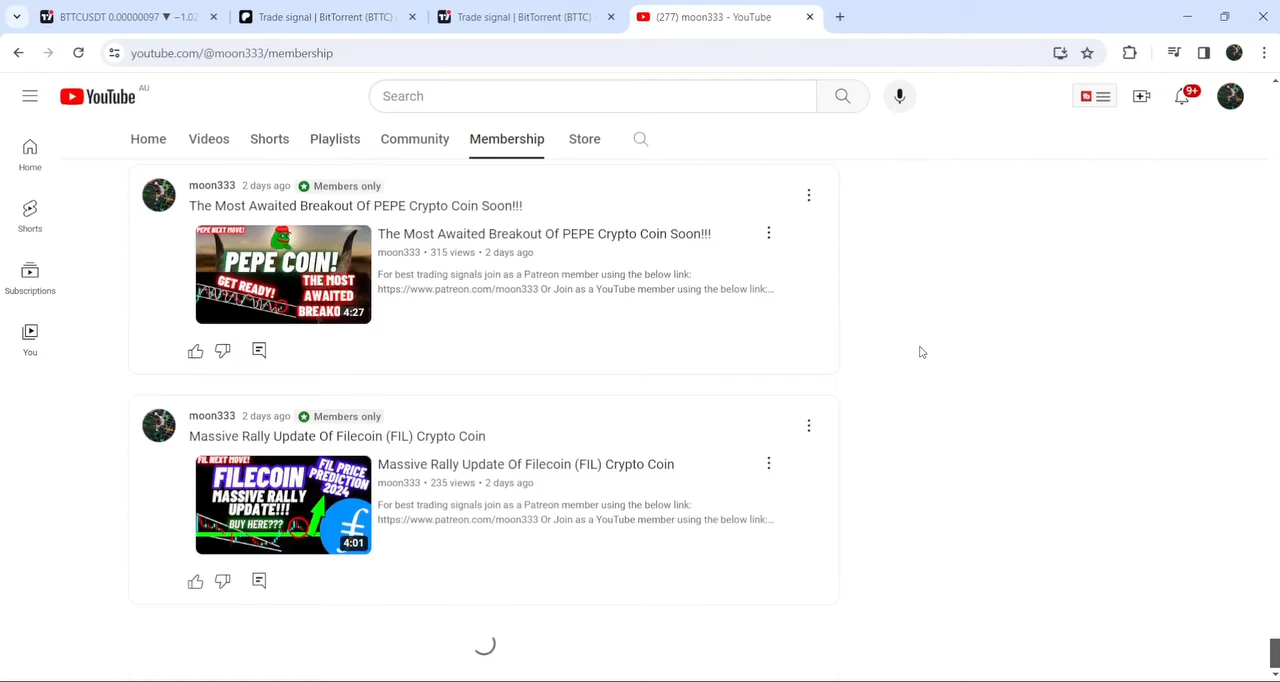 BTTCUSDT 0.00000097 ▼ −1.02
Trade signal | BitTorrent (BTTC)
Trade signal | BitTorrent (BTTC)
(277) moon333 - YouTube
youtube.com/@moon333/membership
YouTube
AU
Search
9+
Home
Videos
Shorts
Playlists
Community
Membership
Store
Home
Shorts
Subscriptions
You
moon333 2 days ago Members only
The Most Awaited Breakout Of PEPE Crypto Coin Soon!!!
PEPE NEXT MOVE!
PEPE COIN!
GET READY!
THE MOST
AWAITED
BREAKO
4:27
The Most Awaited Breakout Of PEPE Crypto Coin Soon!!!
moon333 • 315 views • 2 days ago
For best trading signals join as a Patreon member using the below link:
https://www.patreon.com/moon333 Or Join as a YouTube member using the below link:...
moon333 2 days ago Members only
Massive Rally Update Of Filecoin (FIL) Crypto Coin
FIL NEXT MOVE!
FILECOIN
MASSIVE RALLY
UPDATE!!!
BUY HERE???
FIL PRICE
PREDICTION
2024
4:01
Massive Rally Update Of Filecoin (FIL) Crypto Coin
moon333 • 235 views • 2 days ago
For best trading signals join as a Patreon member using the below link:
https://www.patreon.com/moon333 Or Join as a YouTube member using the below link:...